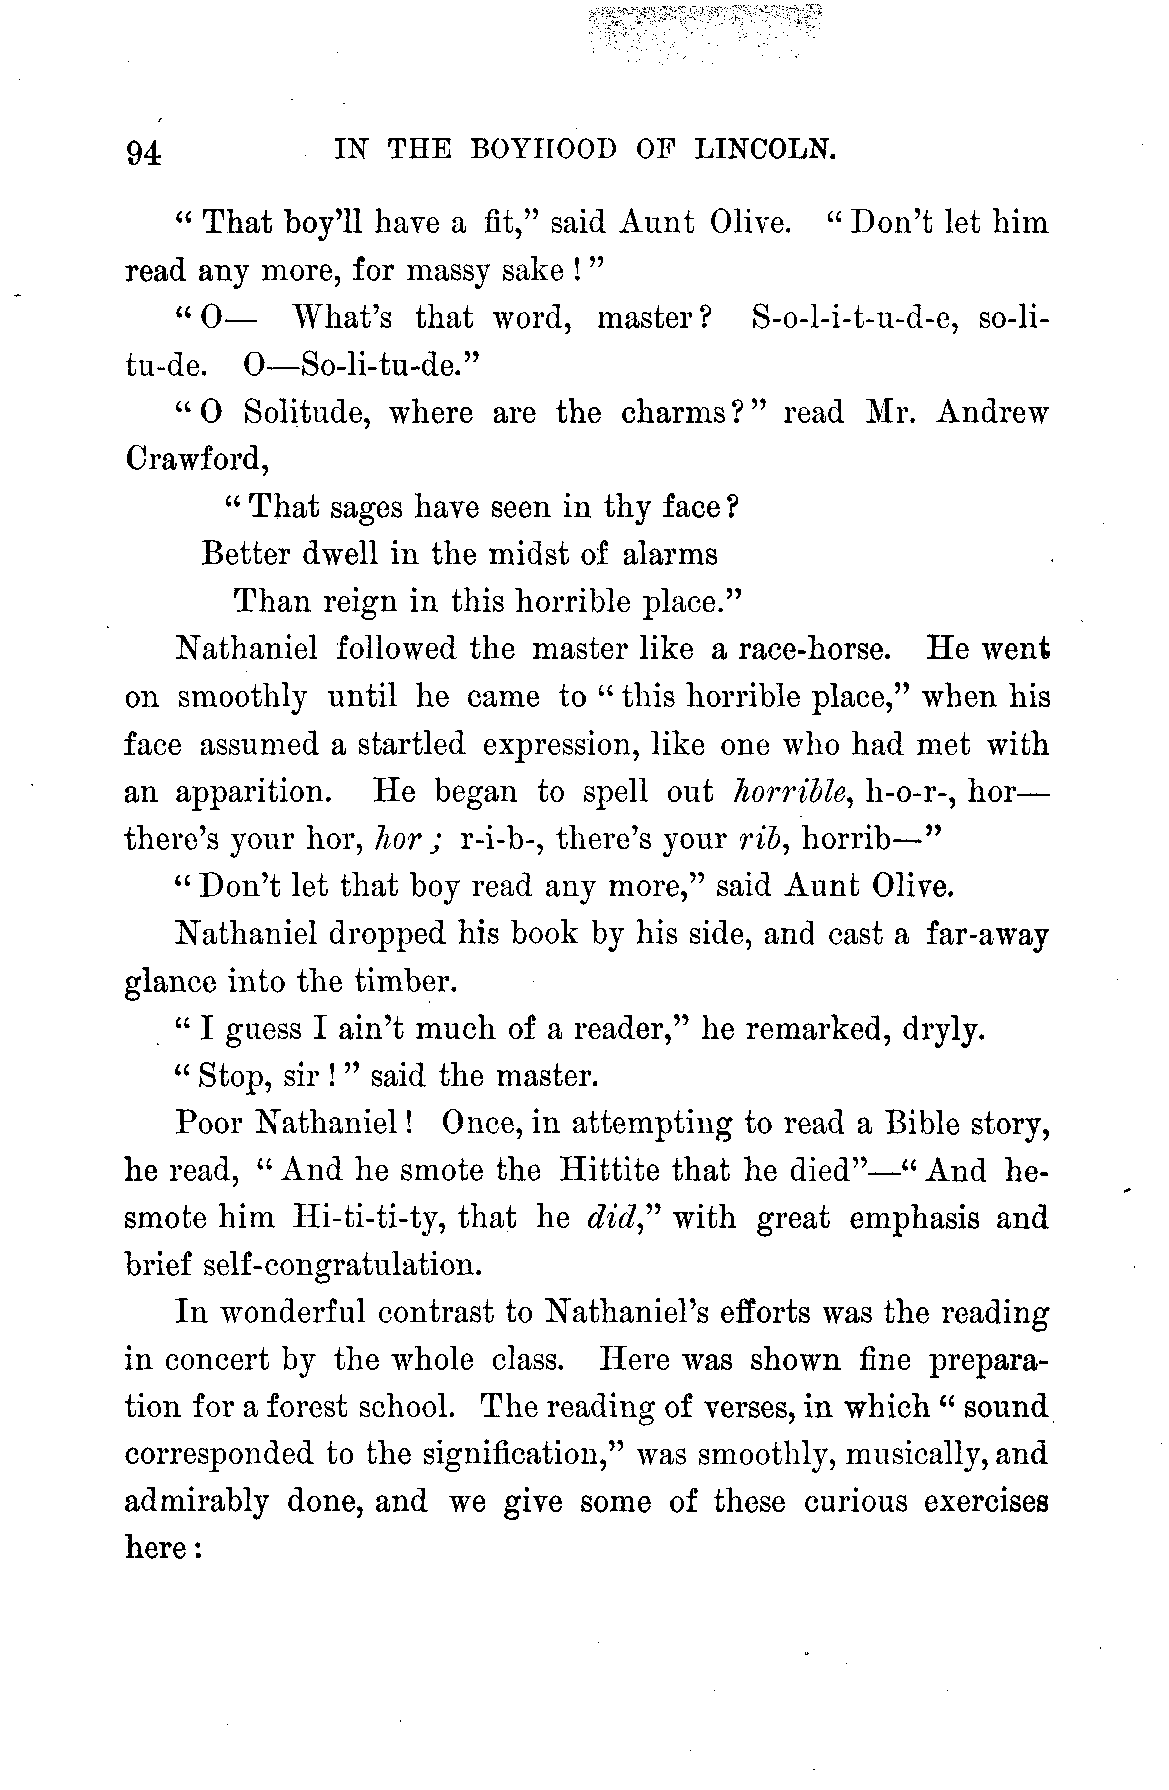 94 IN THE BOYHOOD OF LINCOLN.
“ That boy’ll have a fit,” said Aunt Olive. “ Don’t let him
read any more, for massy sake ! ”
“ O— What’s that word, master? S-o-l-i-t-u-d-e, so-li-
tu-de. O—So-li-tu-de.”
“ O Solitude, where are the charms? ” read Mr. Andrew
Crawford,
“ That sages have seen in thy face?
Better dwell in the midst of alarms
Than reign in this horrible place.”
Nathaniel followed the master like a race-horse. He went
on smoothly until he came to “ this horrible place,” when his
face assumed a startled expression, like one who had met with
an apparition. He began to spell out horrible, h-o-r-, hor—
there’s your hor, hor ; r-i-b-, there’s your rib, horrib—”
“ Don’t let that boy read any more,” said Aunt Olive.
Nathaniel dropped his book by his side, and cast a far-away
glance into the timber.
“ I guess I ain’t much of a reader,” he remarked, dryly.
“ Stop, sir ! ” said the master.
Poor Nathaniel ! Once, in attempting to read a Bible story,
he read, “ And he smote the Hittite that he died”—“ And he-
smote him Hi-ti-ti-ty, that he did,” with great emphasis and
brief self-congratulation.
In wonderful contrast to Nathaniel’s efforts was the reading
in concert by the whole class. Here was shown fine prepara-
tion for a forest school. The reading of verses, in which “ sound
corresponded to the signification,” was smoothly, musically, and
admirably done, and we give some of these curious exercises
here :